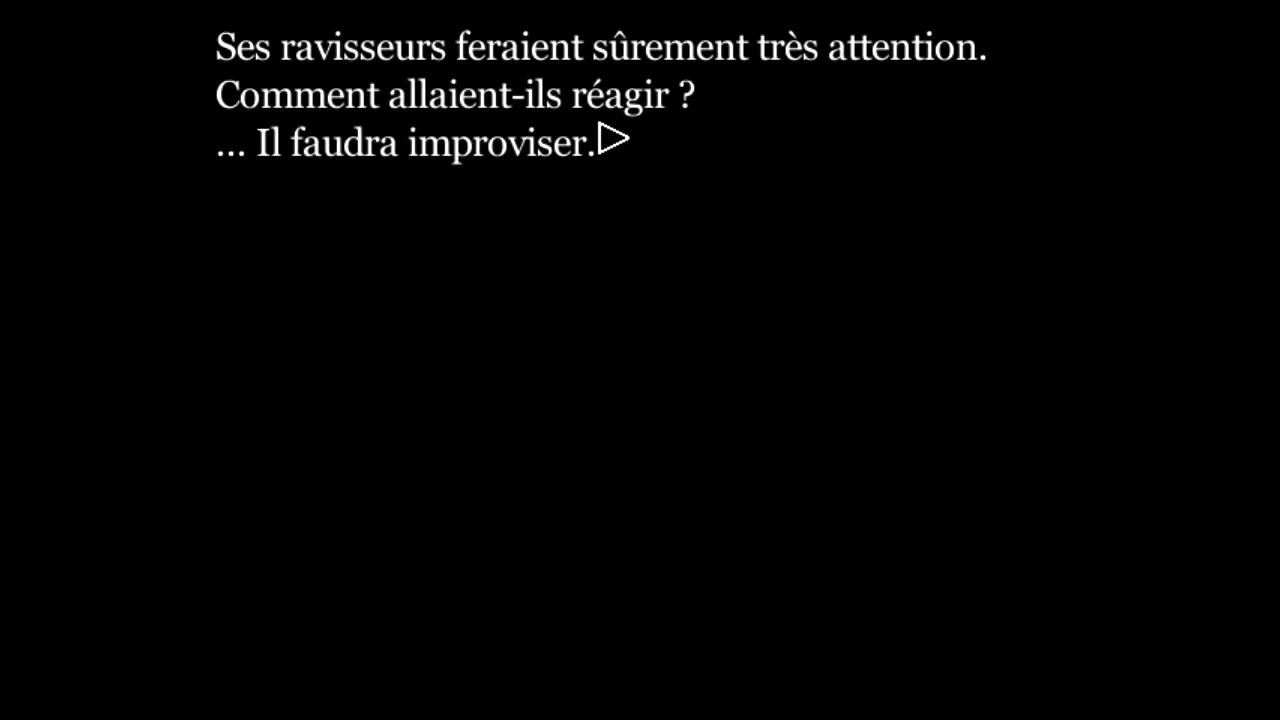 Ses ravisseurs feraient sûrement très attention.
Comment allaient-ils réagir ?
... Il faudra improviser.